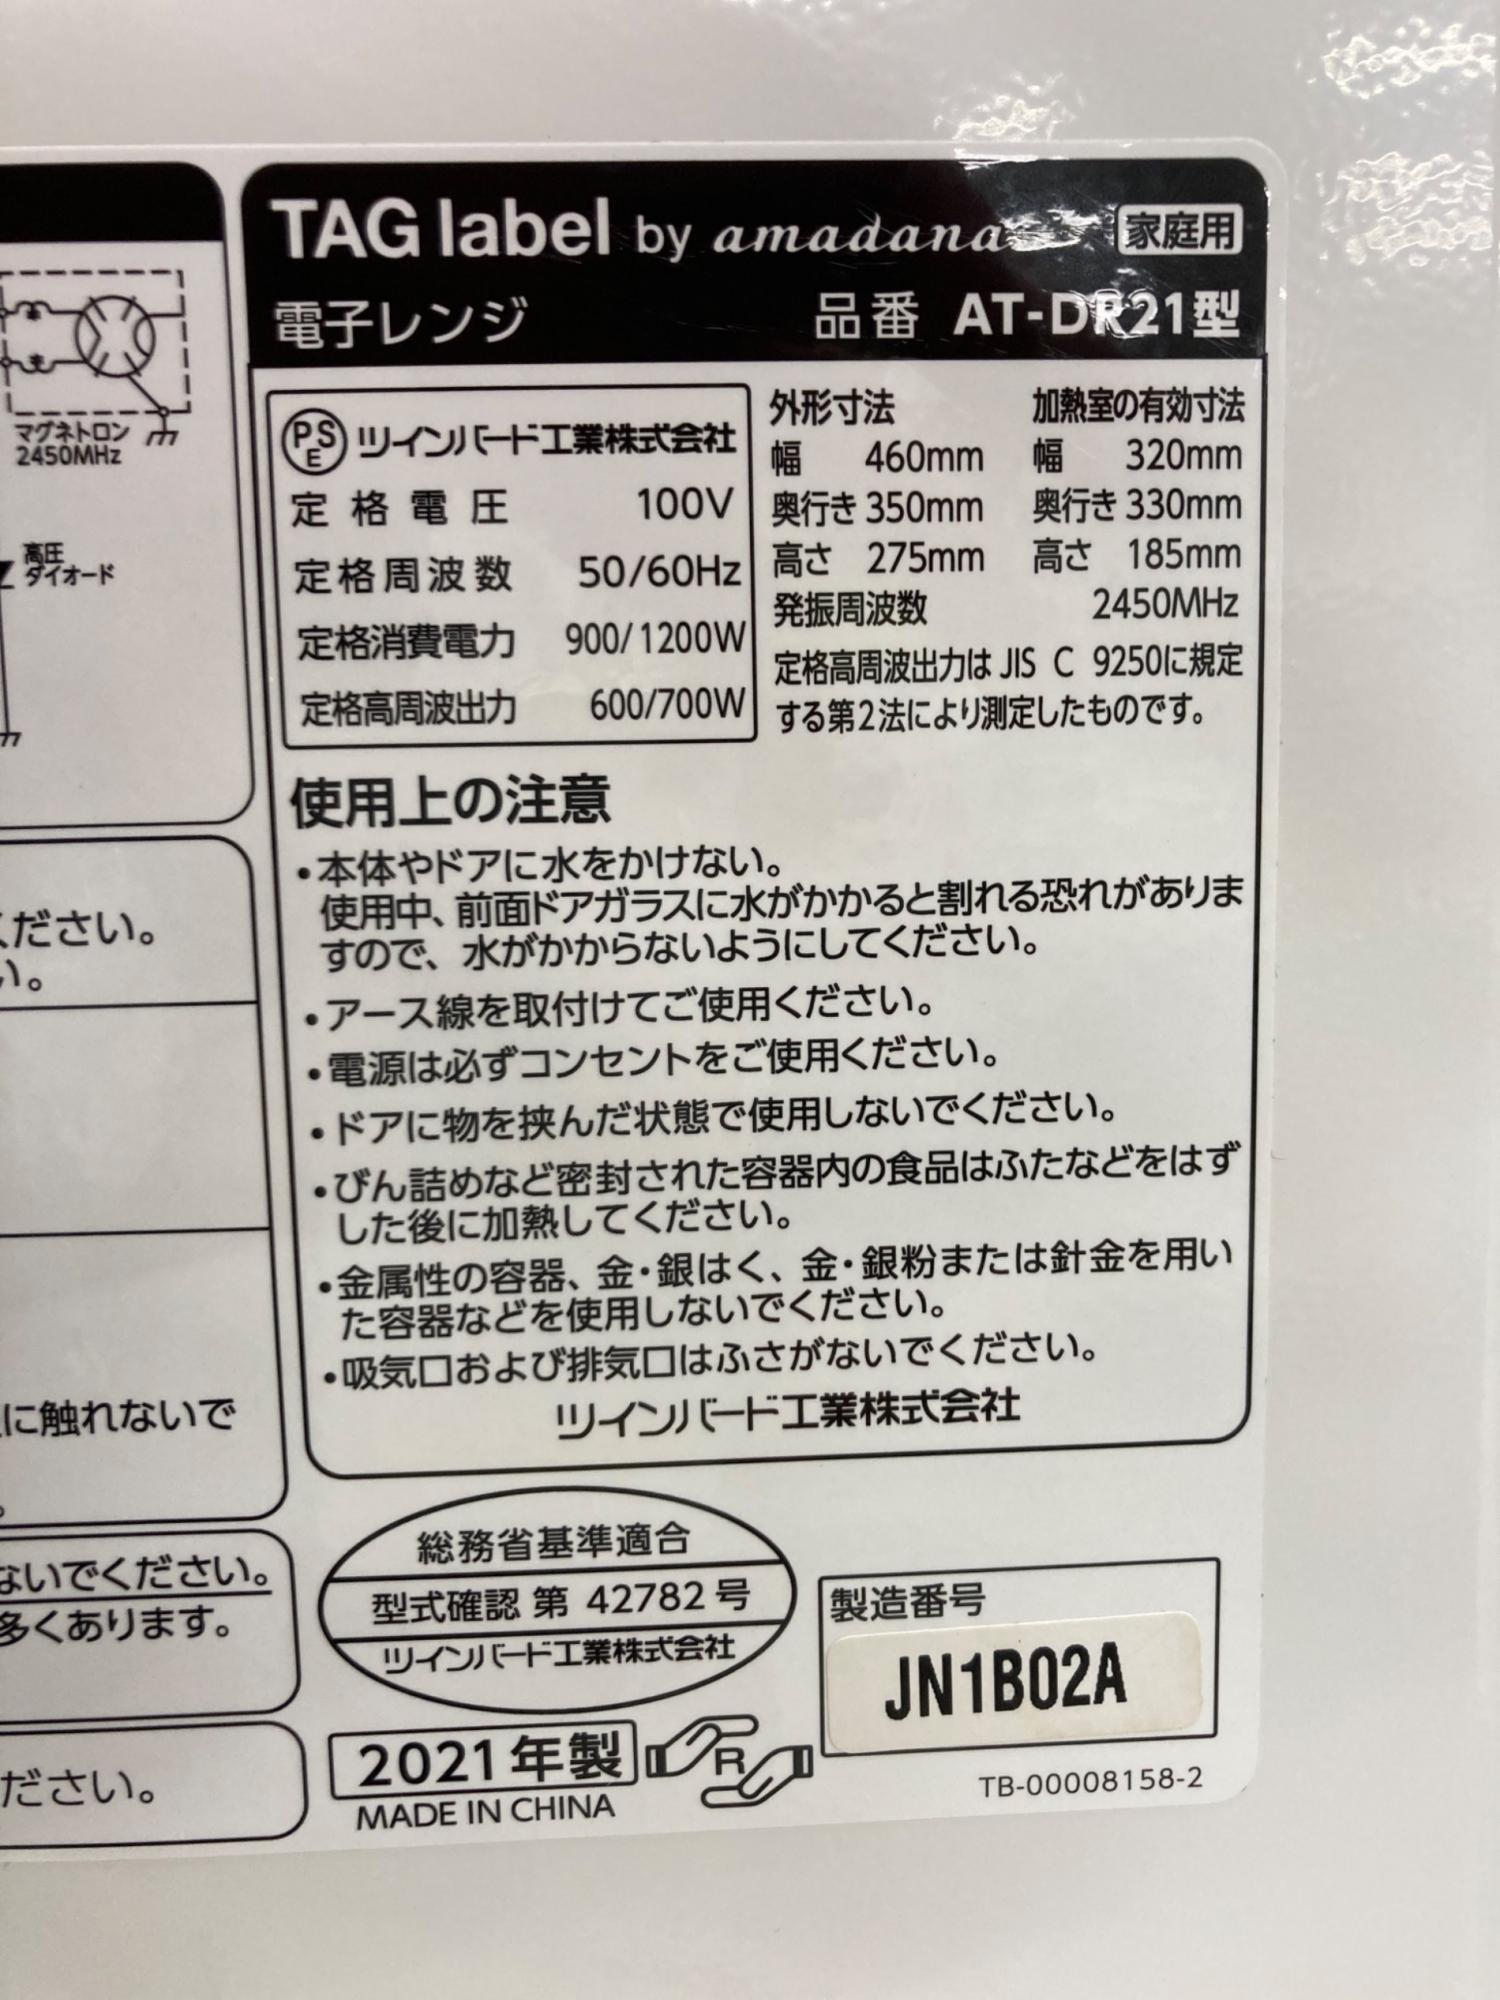 マグネトロン
2450MHz
高圧
ダイオード
ください。
い。
に触れないで
。
ないでください。
多くあります。
ださい。
TAG label by amadana 家庭用
電子レンジ 品番 AT-DR21型
PSE ツインバード工業株式会社
定格電圧 100V
定格周波数 50/60Hz
定格消費電力 900/1200W
定格高周波出力 600/700W
外形寸法 加熱室の有効寸法
幅 460mm 幅 320mm
奥行き 350mm 奥行き 330mm
高さ 275mm 高さ 185mm
発振周波数 2450MHz
定格高周波出力は JIS C 9250に規定
する第2法により測定したものです。
使用上の注意
・本体やドアに水をかけない。
使用中、前面ドアガラスに水がかかると割れる恐れがありま
すので、水がかからないようにしてください。
・アース線を取付けてご使用ください。
・電源は必ずコンセントをご使用ください。
・ドアに物を挟んだ状態で使用しないでください。
・びん詰めなど密封された容器内の食品はふたなどをはず
した後に加熱してください。
・金属性の容器、金・銀はく、金・銀粉または針金を用い
た容器などを使用しないでください。
・吸気口および排気口はふさがないでください。
ツインバード工業株式会社
総務省基準適合
型式確認 第 42782 号
ツインバード工業株式会社
製造番号
JN1B02A
2021年製
R
MADE IN CHINA
TB-00008158-2